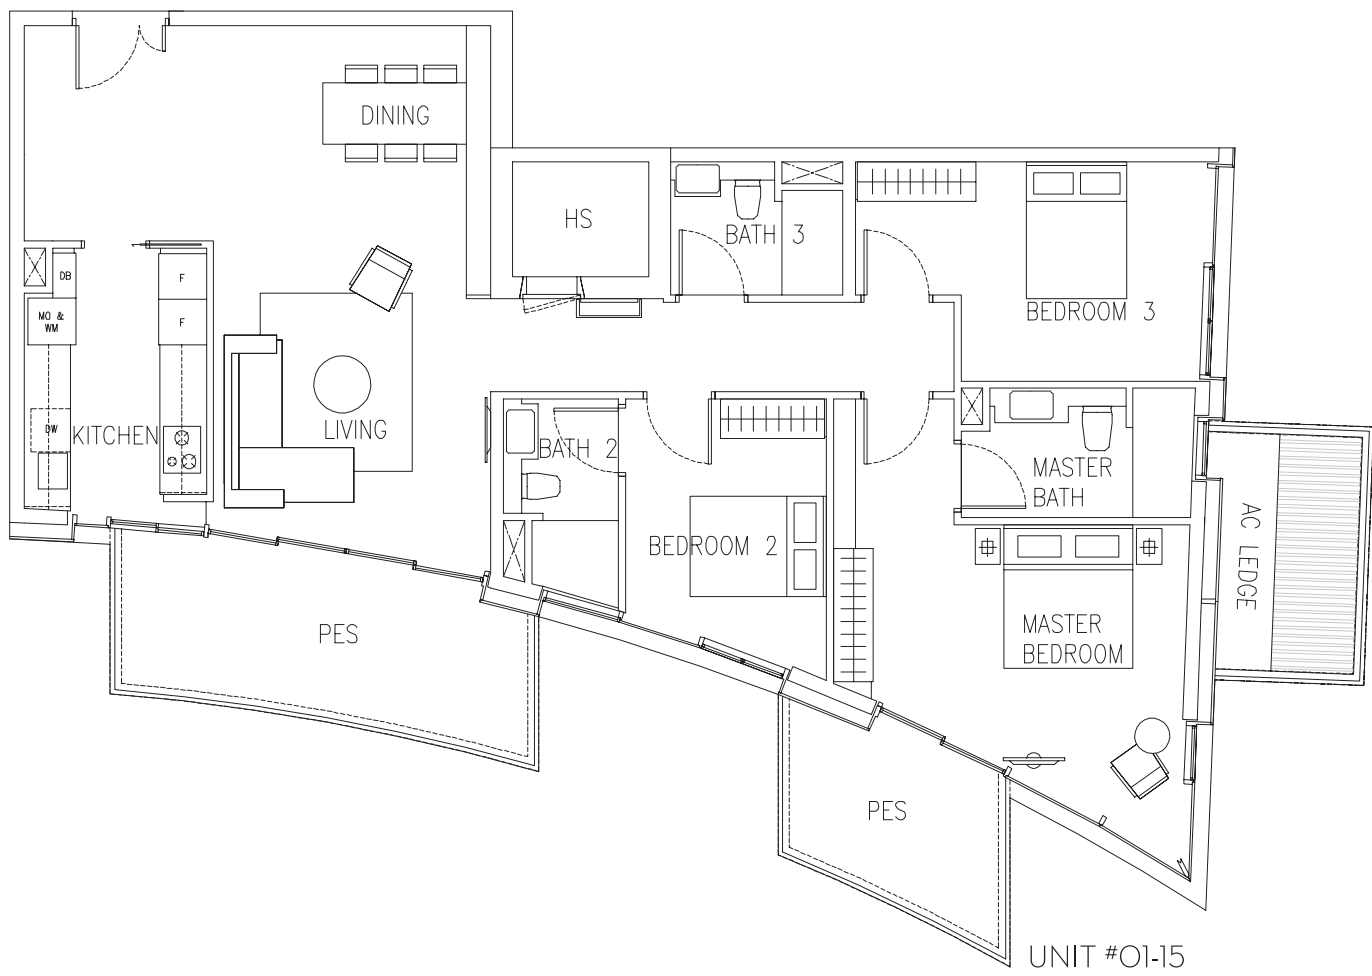 DINING
HS
BATH 3
BEDROOM 3
DB
F
MO &
WM
F
DW
KITCHEN
LIVING
BATH 2
BEDROOM 2
MASTER
BATH
AC LEDGE
MASTER
BEDROOM
PES
PES
UNIT #01-15